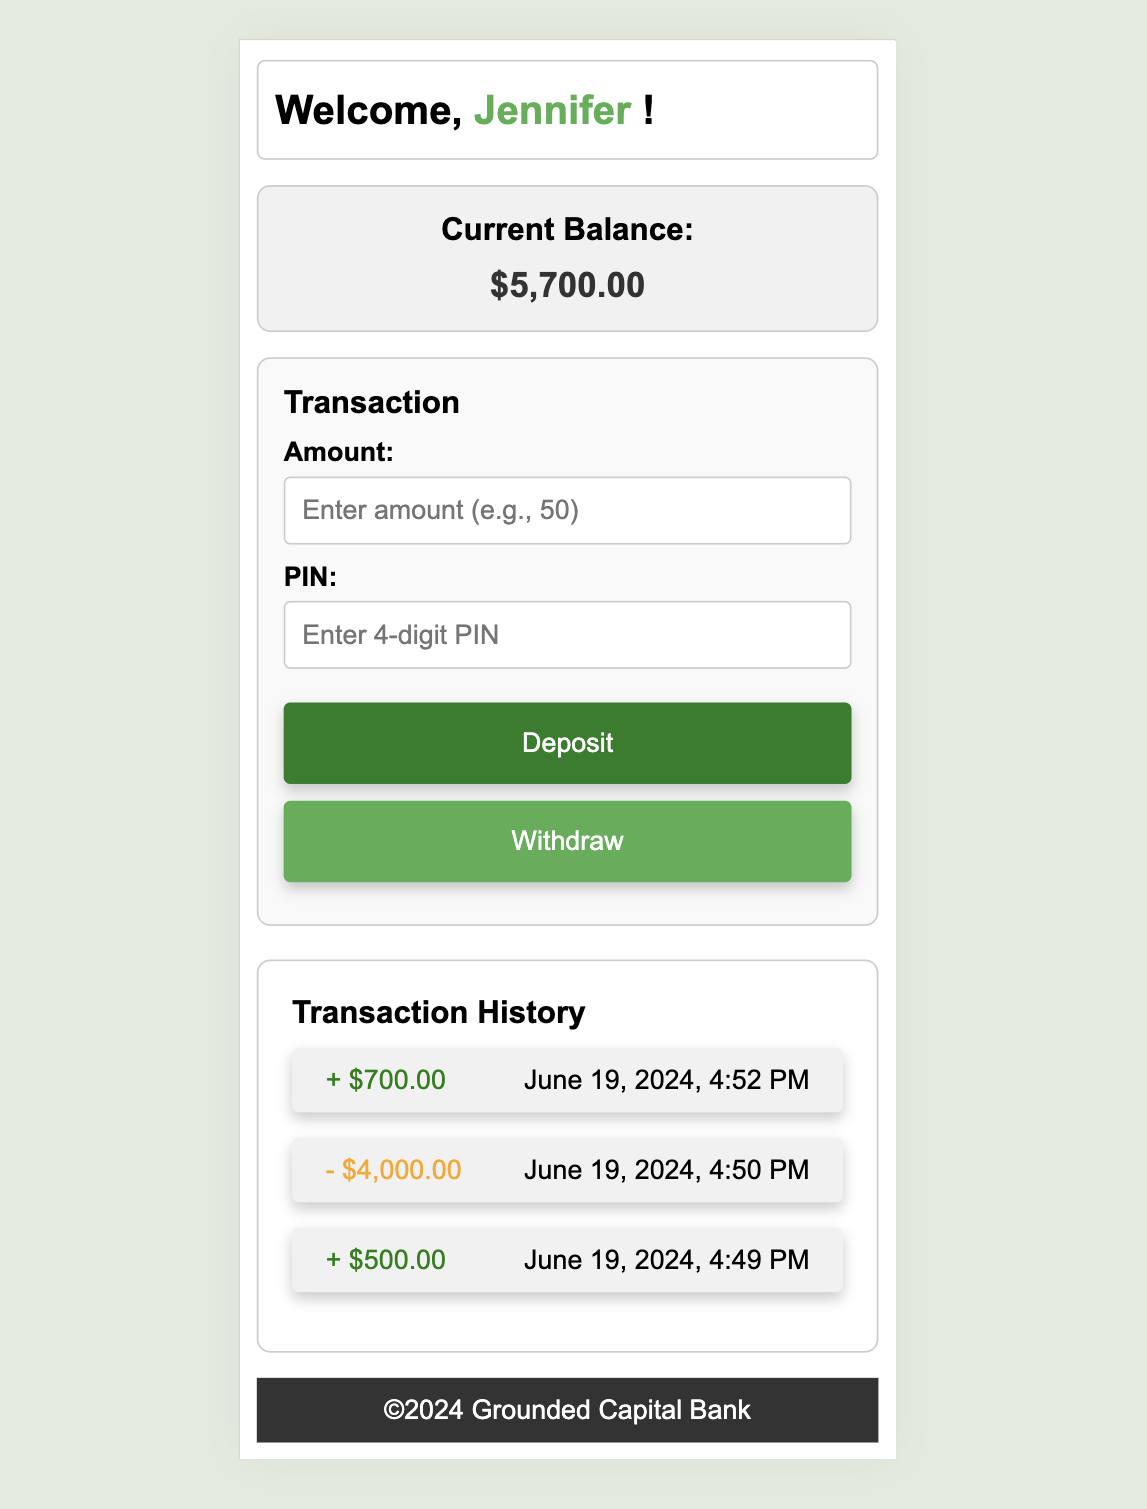 Welcome, Jennifer !
Current Balance:
$5,700.00
Transaction
Amount:
Enter amount (e.g., 50)
PIN:
Enter 4-digit PIN
Deposit
Withdraw
Transaction History
+ $700.00 June 19, 2024, 4:52 PM
- $4,000.00 June 19, 2024, 4:50 PM
+ $500.00 June 19, 2024, 4:49 PM
©2024 Grounded Capital Bank